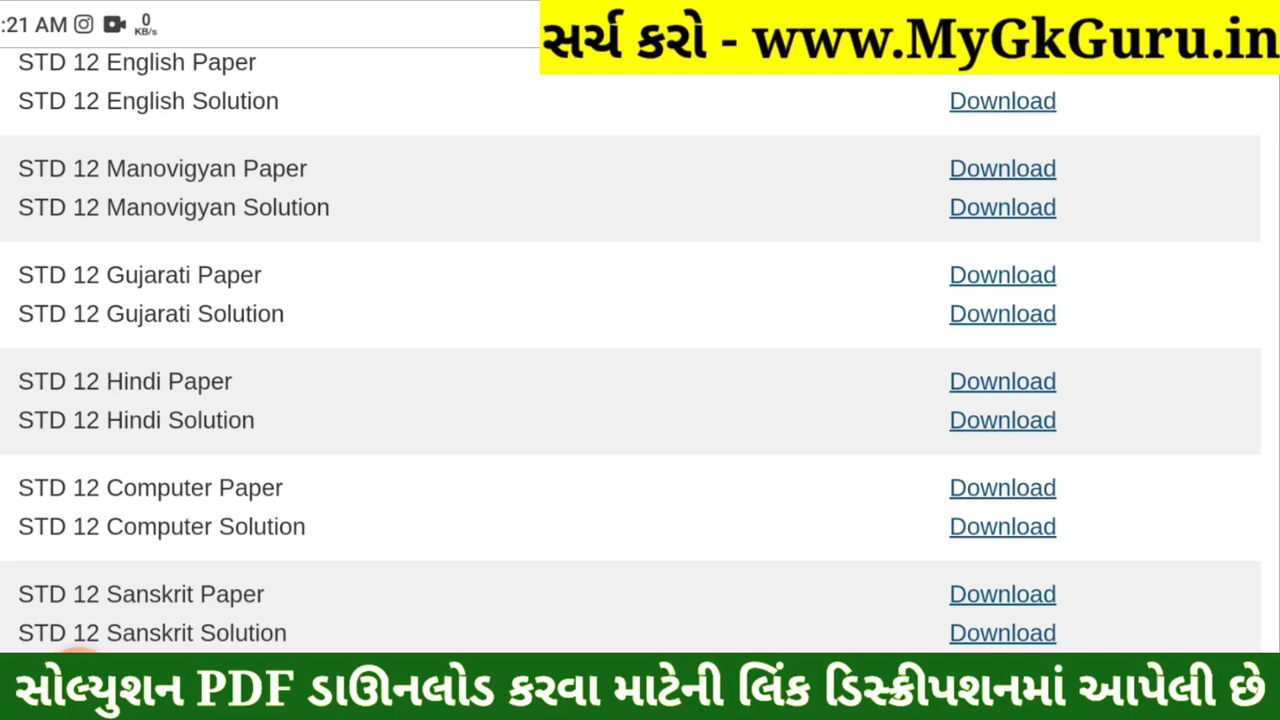 :21 AM 0 KB/s
સર્ચ કરો - www.MyGkGuru.in
STD 12 English Paper
STD 12 English Solution Download
STD 12 Manovigyan Paper Download
STD 12 Manovigyan Solution Download
STD 12 Gujarati Paper Download
STD 12 Gujarati Solution Download
STD 12 Hindi Paper Download
STD 12 Hindi Solution Download
STD 12 Computer Paper Download
STD 12 Computer Solution Download
STD 12 Sanskrit Paper Download
STD 12 Sanskrit Solution Download
સોલ્યુશન PDF ડાઊનલોડ કરવા માટેની લિંક ડિસ્ક્રીપશનમાં આપેલી છે